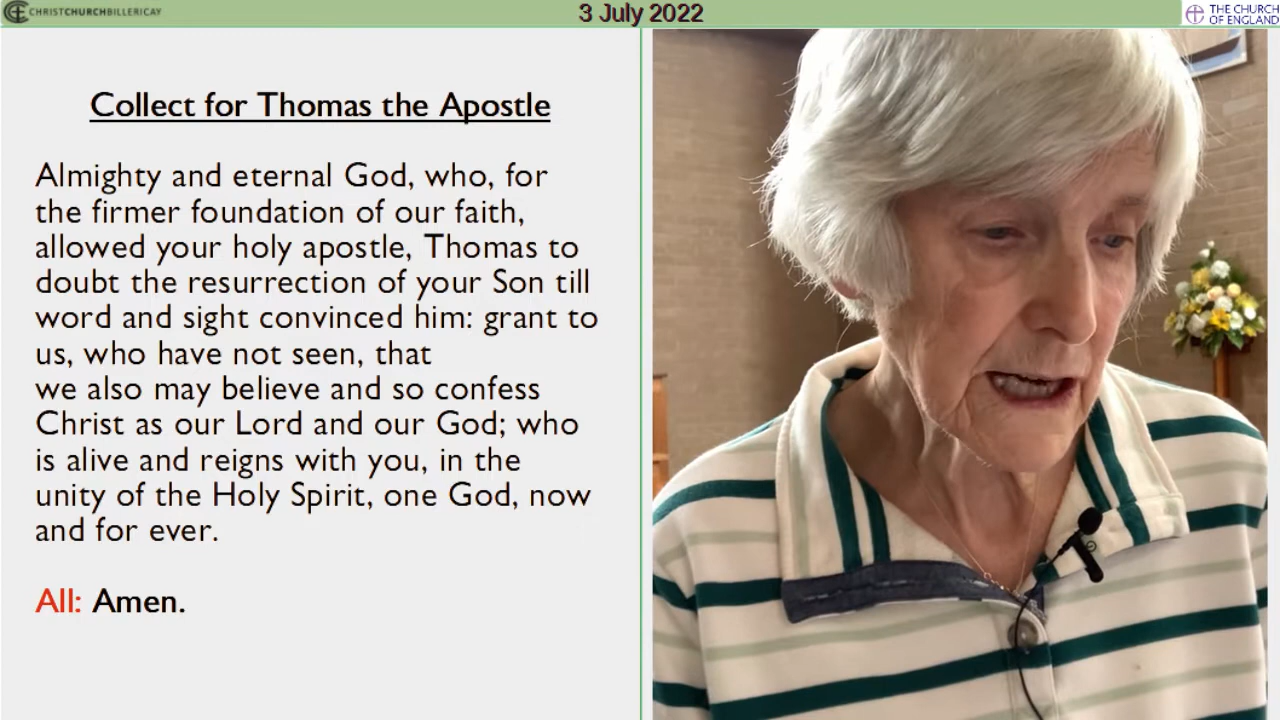 CHRISTCHURCHBILLERICAY
3 July 2022
THE CHURCH
OF ENGLAND
Collect for Thomas the Apostle
Almighty and eternal God, who, for
the firmer foundation of our faith,
allowed your holy apostle, Thomas to
doubt the resurrection of your Son till
word and sight convinced him: grant to
us, who have not seen, that
we also may believe and so confess
Christ as our Lord and our God; who
is alive and reigns with you, in the
unity of the Holy Spirit, one God, now
and for ever.
All: Amen.